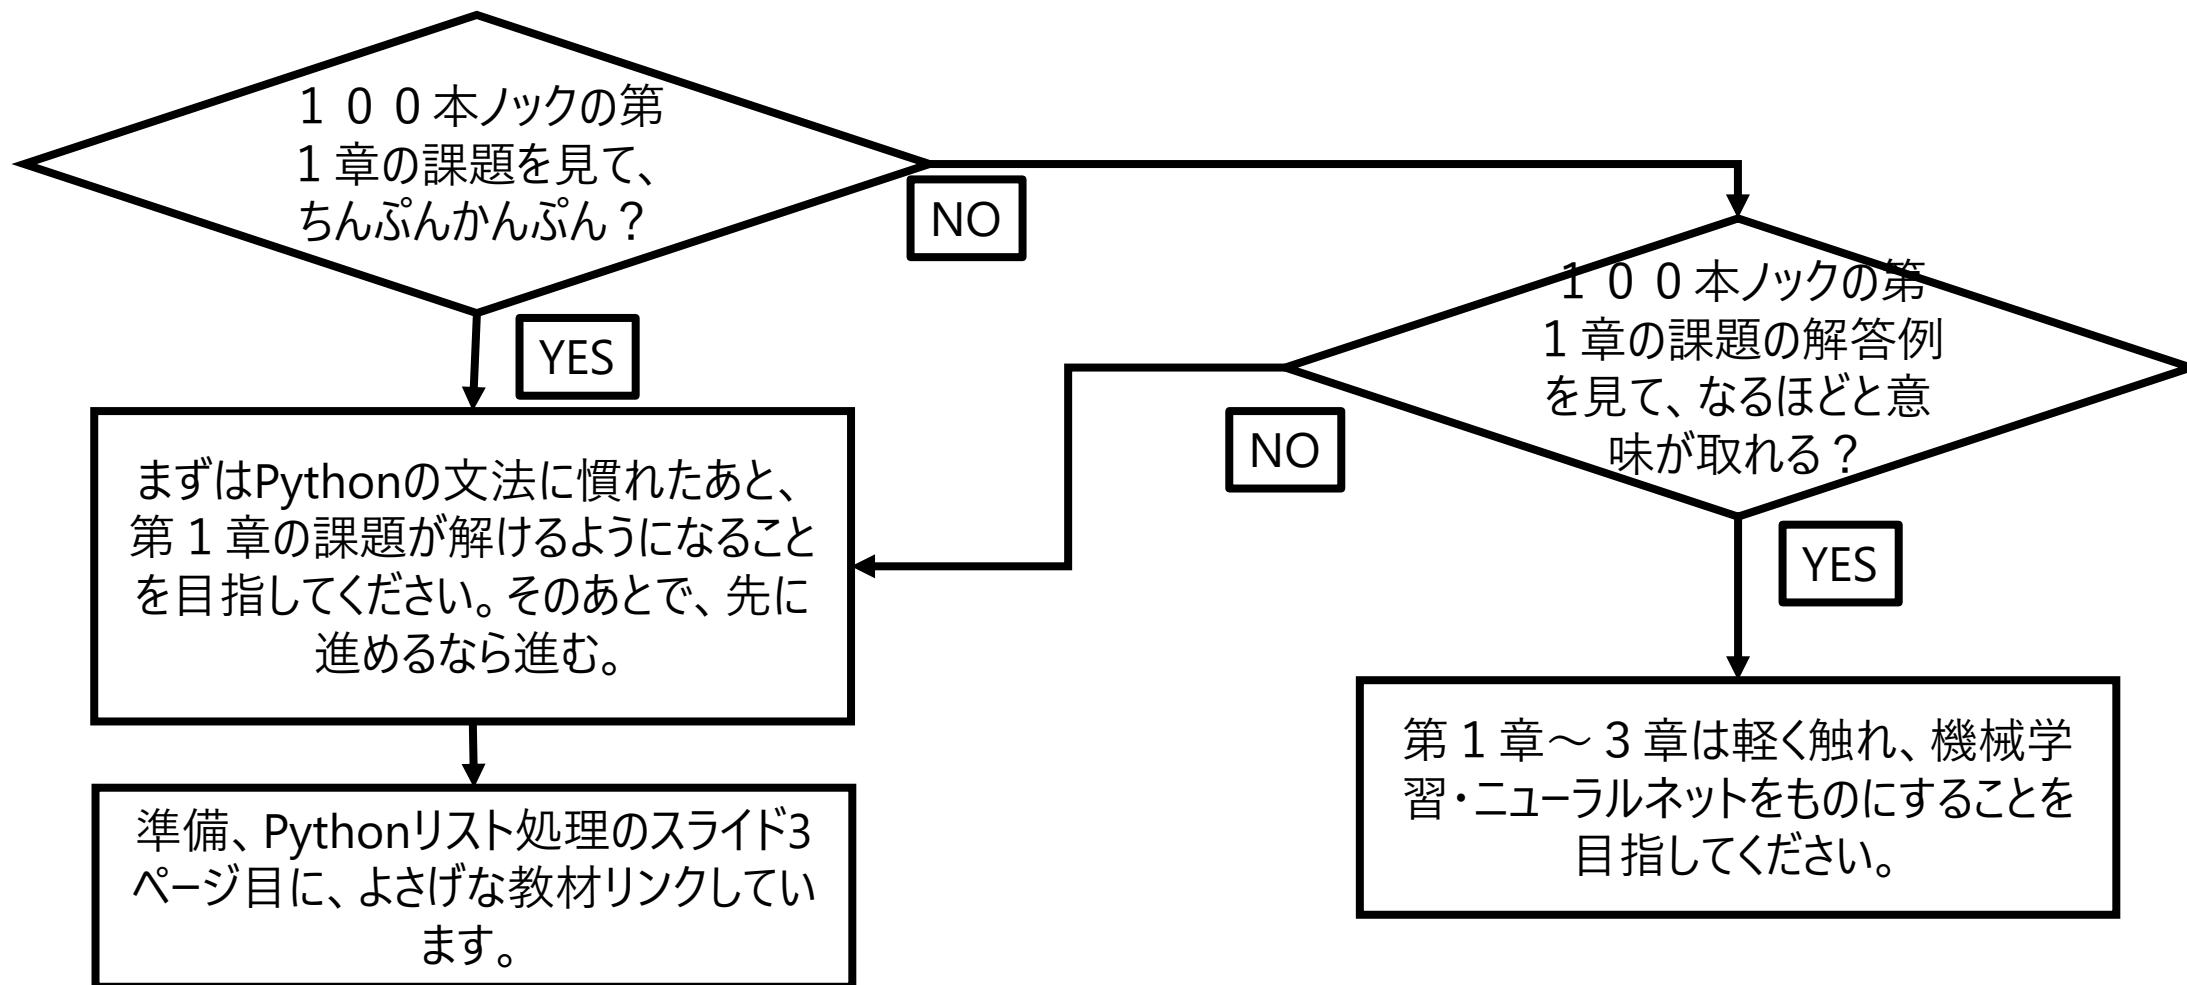 １００本ノックの第
１章の課題を見て、
ちんぷんかんぷん？
NO
YES
１００本ノックの第
１章の課題の解答例
を見て、なるほどと意
味が取れる？
NO
YES
まずはPythonの文法に慣れたあと、
第１章の課題が解けるようになること
を目指してください。そのあとで、先に
進めるなら進む。
第１章～３章は軽く触れ、機械学
習・ニューラルネットをものにすることを
目指してください。
準備、Pythonリスト処理のスライド3
ページ目に、よさげな教材リンクしてい
ます。